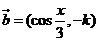 b⃗=(cos x/3, -k)